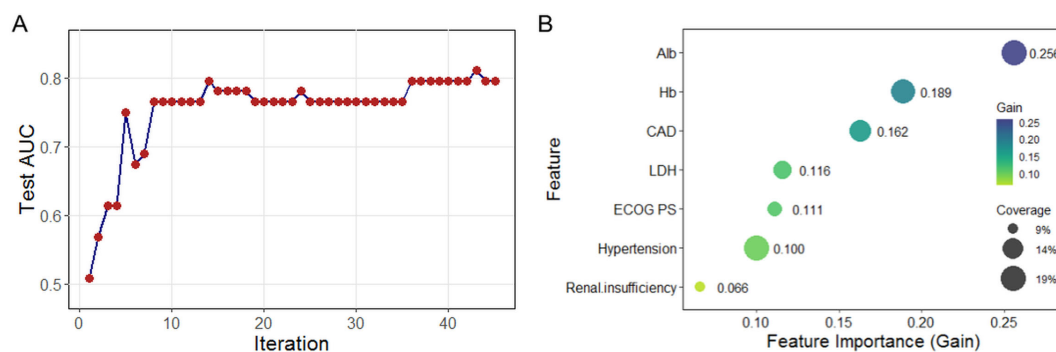 A
Test AUC
0.8
0.7
0.6
0.5
0
10
20
30
40
Iteration
B
Feature
Alb
Hb
CAD
LDH
ECOG PS
Hypertension
Renal.insufficiency
0.256
0.189
0.162
0.116
0.111
0.100
0.066
0.10
0.15
0.20
0.25
Feature Importance (Gain)
Gain
0.25
0.20
0.15
0.10
Coverage
9%
14%
19%